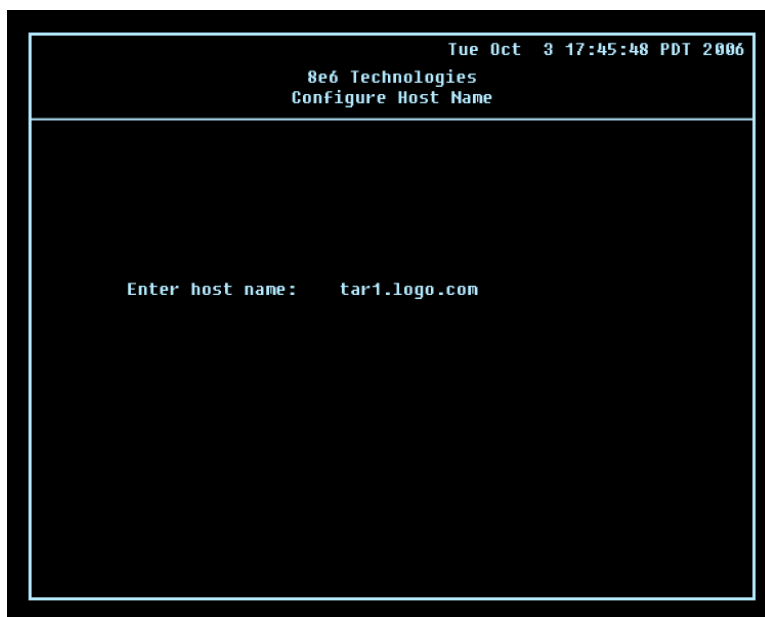 Tue Oct  3 17:45:48 PDT 2006
8e6 Technologies
Configure Host Name
Enter host name: tar1.logo.com